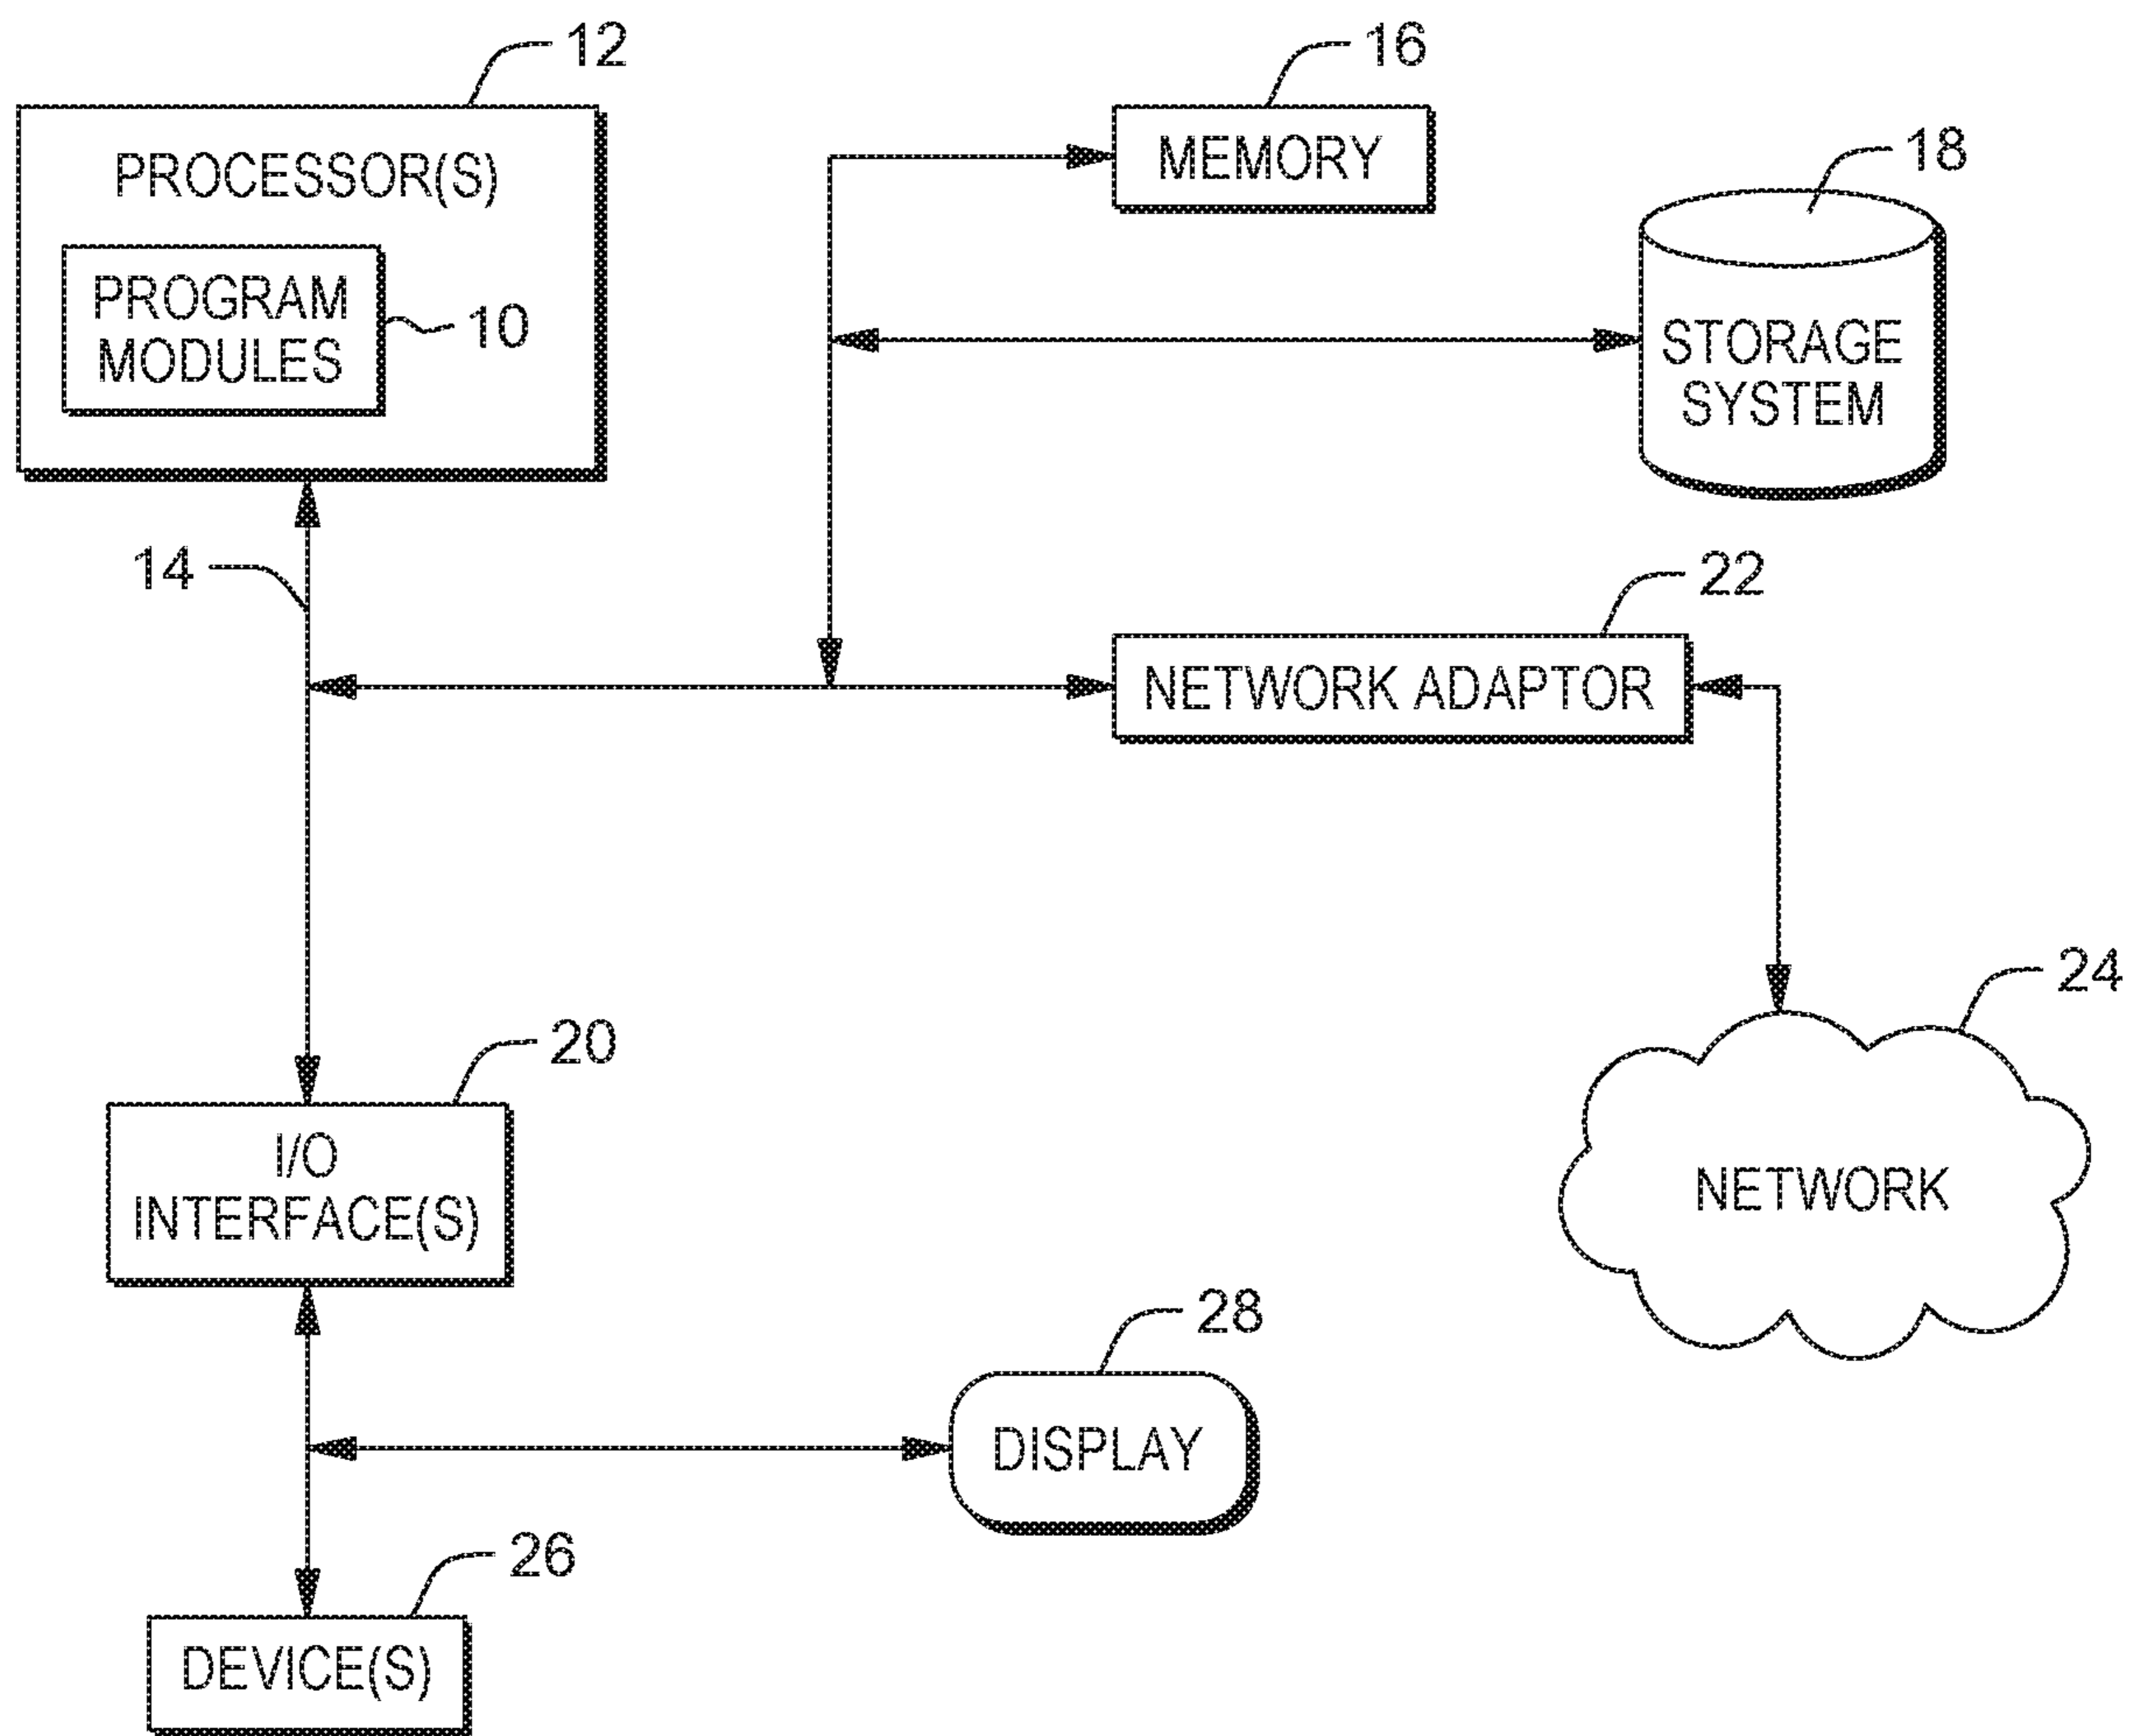 12
PROCESSOR(S)
PROGRAM
MODULES
10
16
MEMORY
18
STORAGE
SYSTEM
14
22
NETWORK ADAPTOR
24
NETWORK
20
I/O
INTERFACE(S)
28
DISPLAY
26
DEVICE(S)